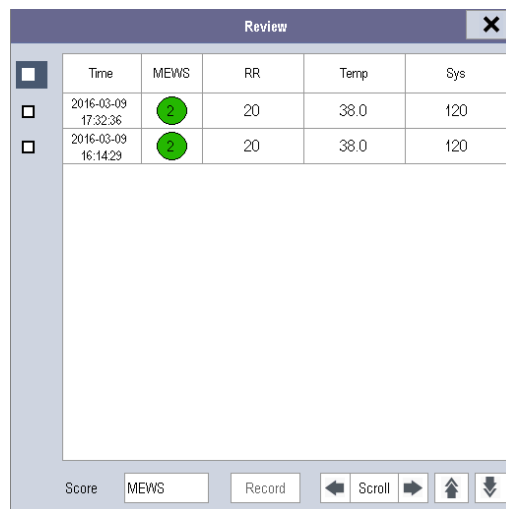 Review
Time MEWS RR Temp Sys
2016-03-09
17:32:36 2 20 38.0 120
2016-03-09
16:14:29 2 20 38.0 120
Score MEWS Record Scroll